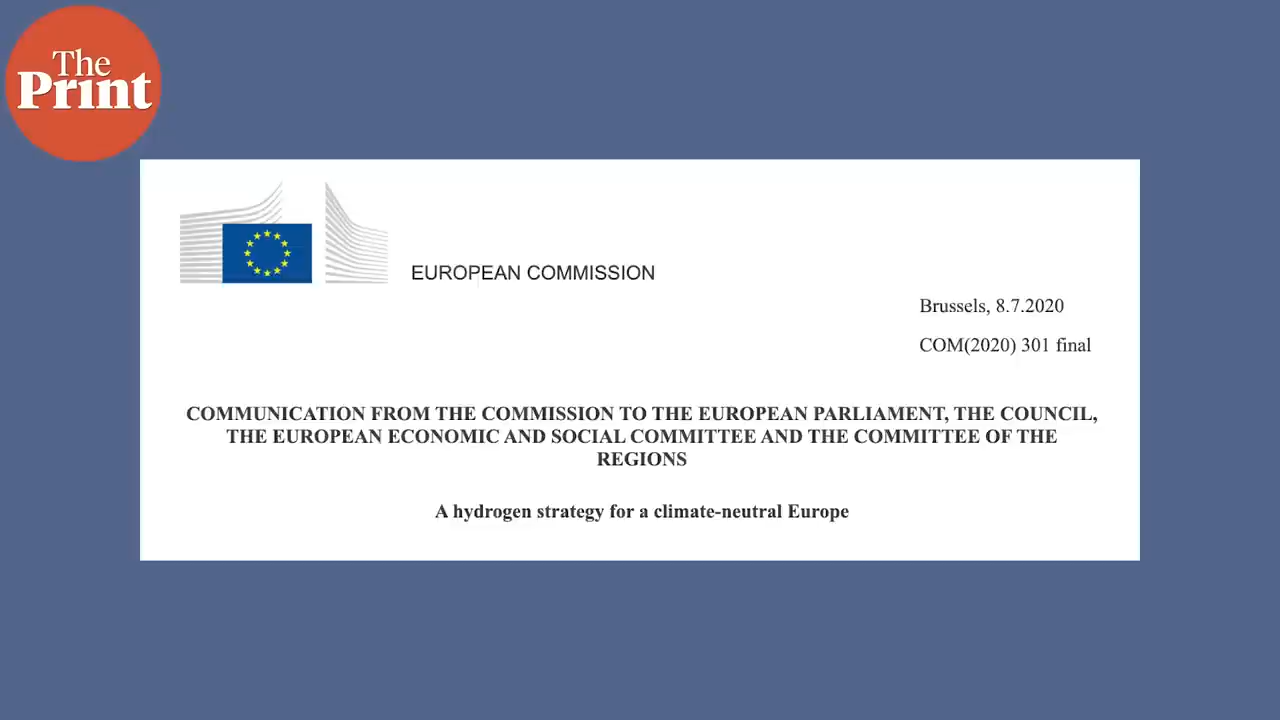 The
Print
EUROPEAN COMMISSION
Brussels, 8.7.2020
COM(2020) 301 final
COMMUNICATION FROM THE COMMISSION TO THE EUROPEAN PARLIAMENT, THE COUNCIL,
THE EUROPEAN ECONOMIC AND SOCIAL COMMITTEE AND THE COMMITTEE OF THE
REGIONS
A hydrogen strategy for a climate-neutral Europe